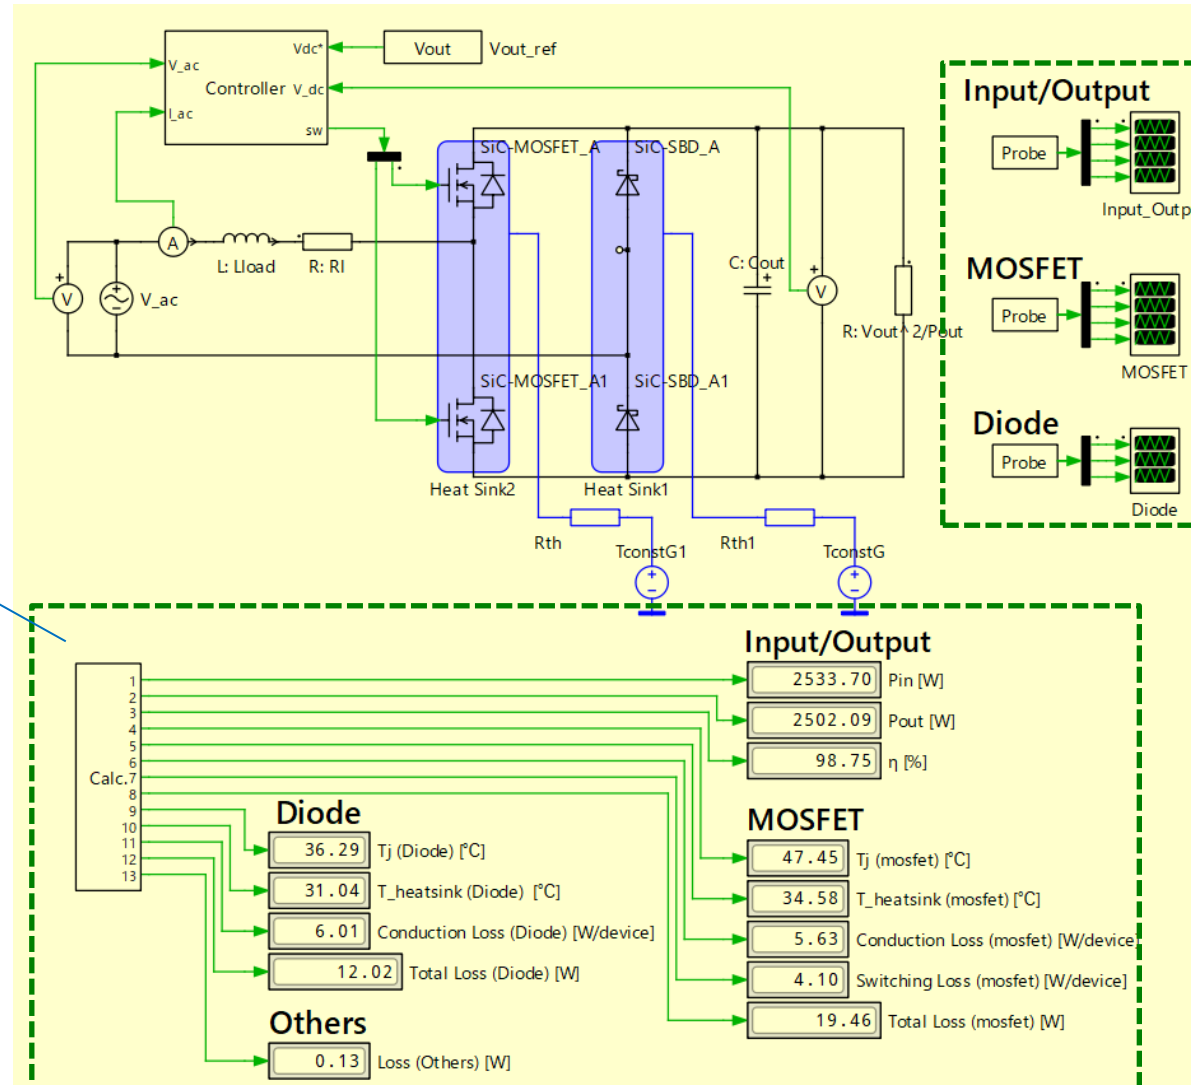 Vdc*
Vout
Vout_ref
V_ac
Controller
V_dc
I_ac
sw
Input/Output
Probe
Input_Outp
SiC-MOSFET_A
SiC-SBD_A
A
L: Lload
R: Rl
V
V_ac
C: Cout
V
R: Vout^2/Pout
MOSFET
Probe
MOSFET
SiC-MOSFET_A1
SiC-SBD_A1
Diode
Probe
Diode
Heat Sink2
Heat Sink1
Rth
TconstG1
Rth1
TconstG
Input/Output
2533.70 Pin [W]
2502.09 Pout [W]
98.75 η [%]
Calc.
1
2
3
4
5
6
7
8
9
10
11
12
13
Diode
36.29 Tj (Diode) [°C]
31.04 T_heatsink (Diode) [°C]
6.01 Conduction Loss (Diode) [W/device]
12.02 Total Loss (Diode) [W]
MOSFET
47.45 Tj (mosfet) [°C]
34.58 T_heatsink (mosfet) [°C]
5.63 Conduction Loss (mosfet) [W/device]
4.10 Switching Loss (mosfet) [W/device]
19.46 Total Loss (mosfet) [W]
Others
0.13 Loss (Others) [W]